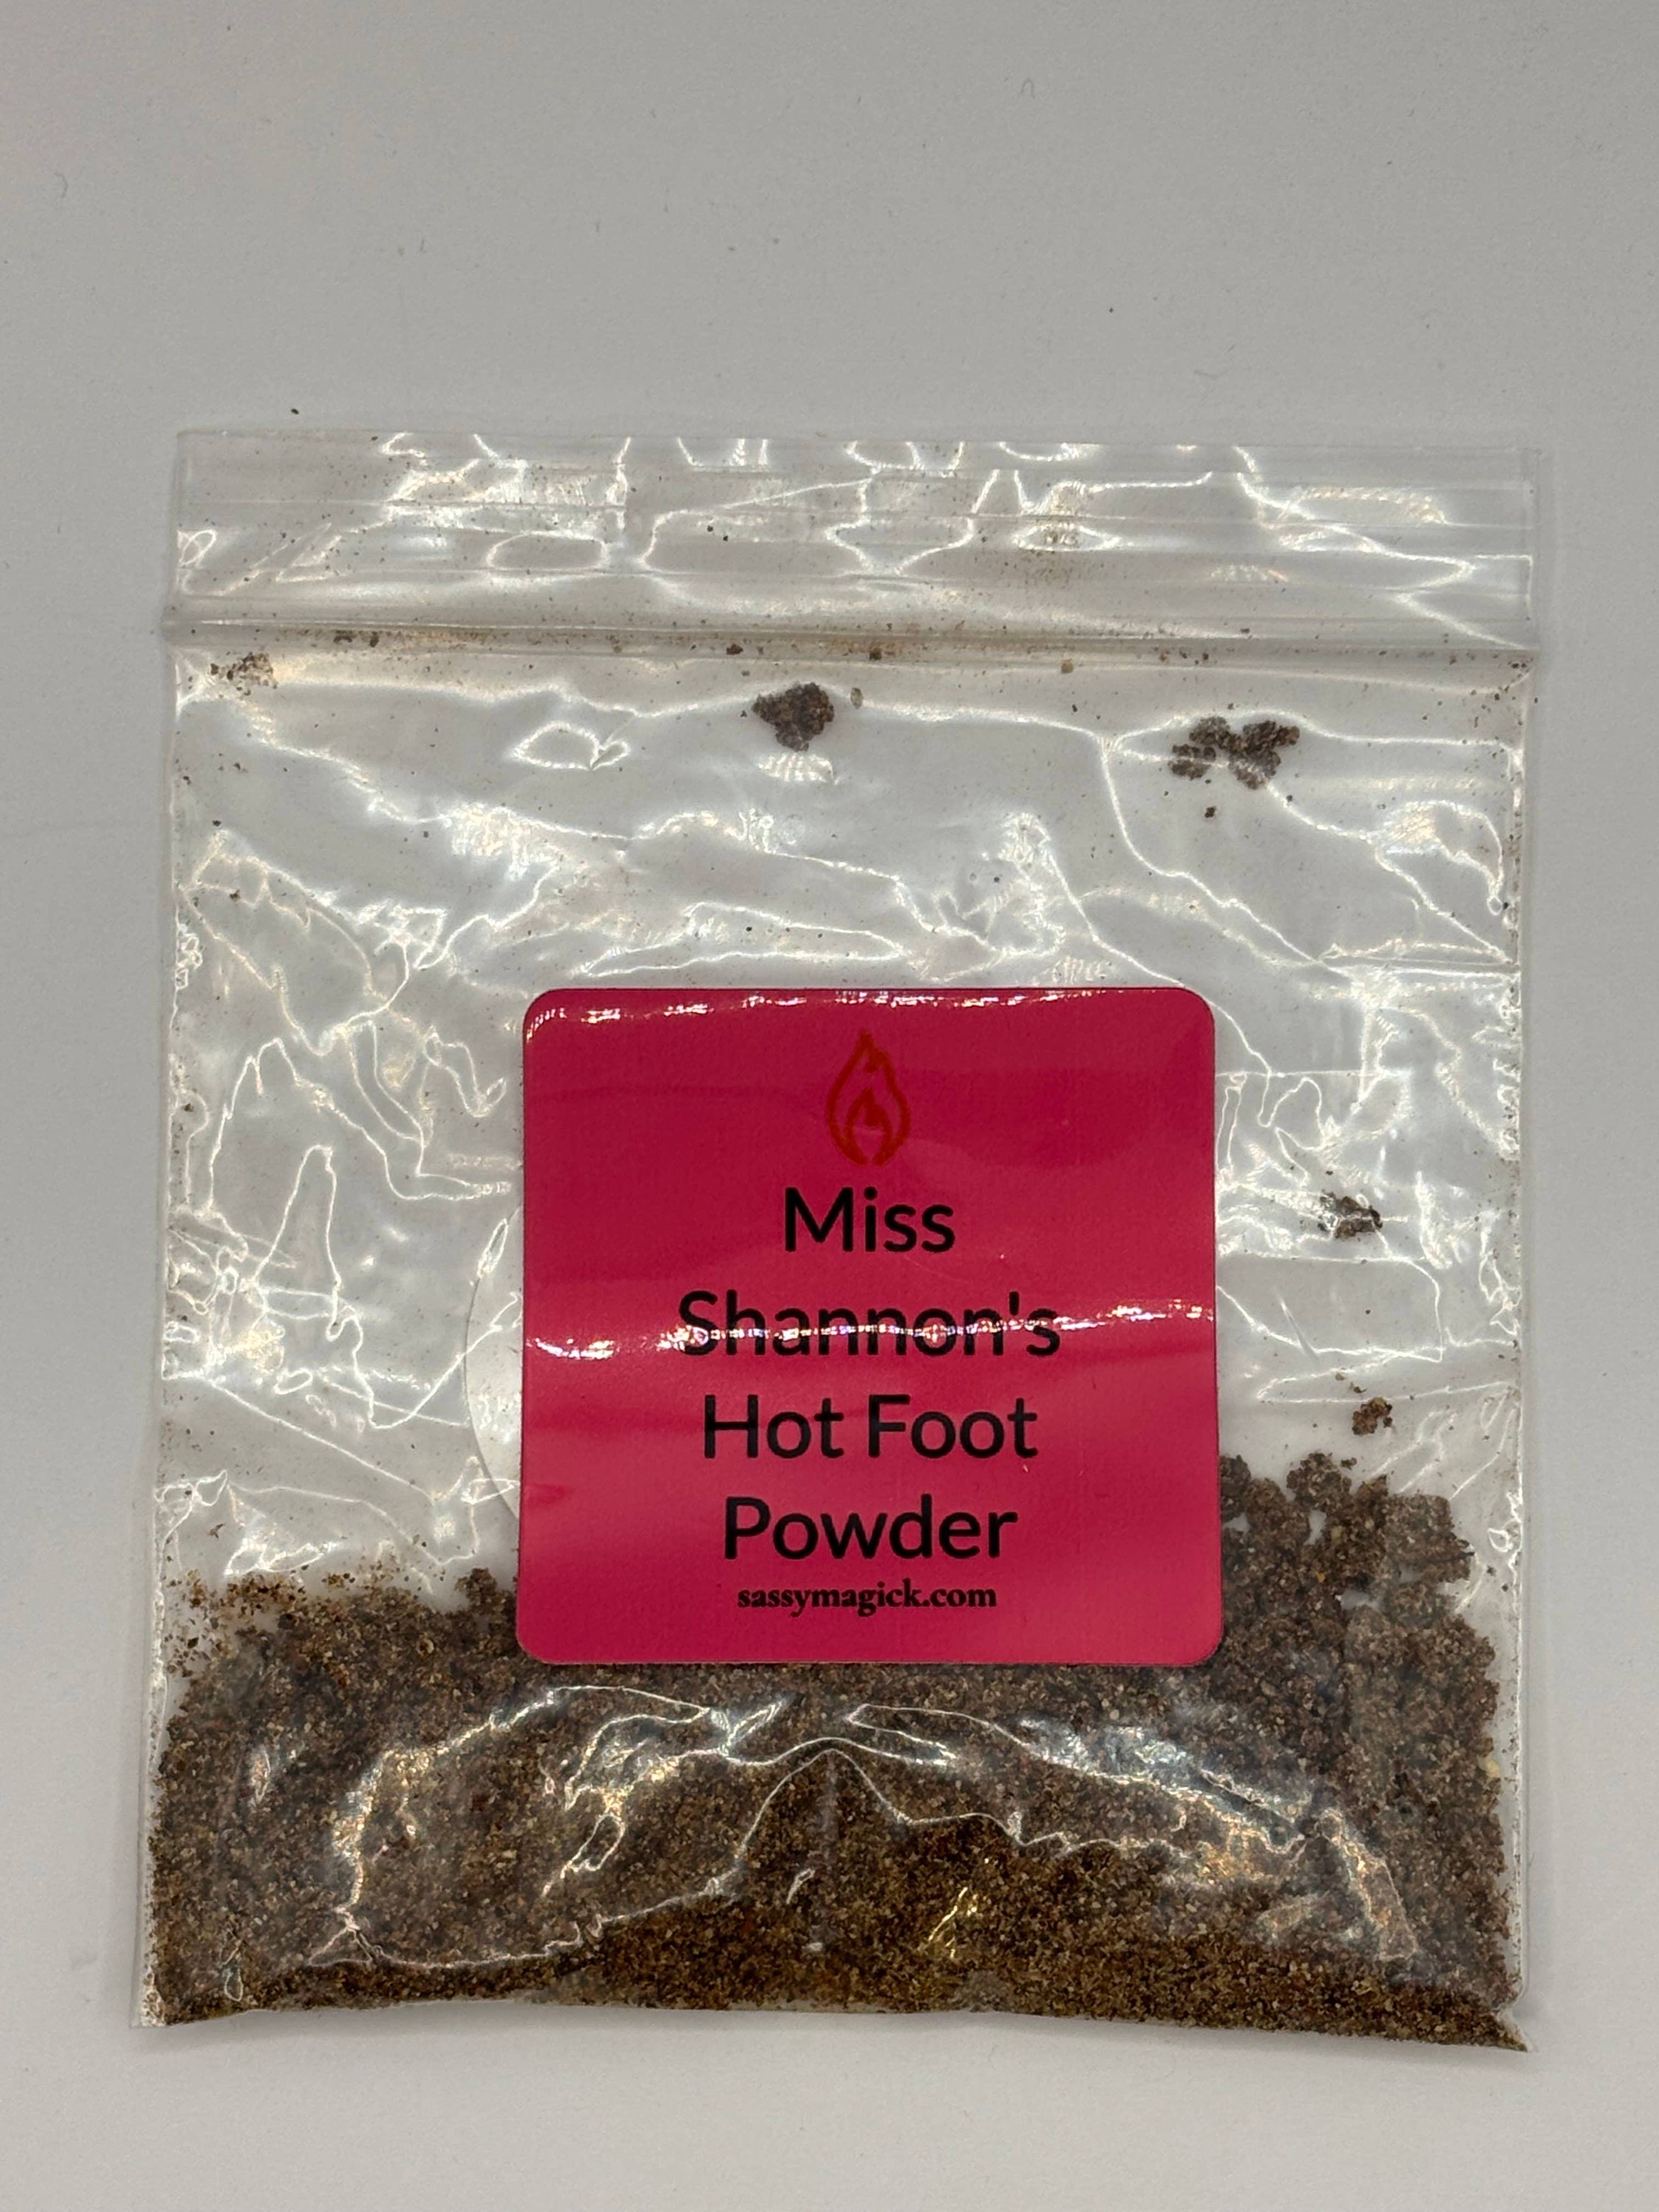 Miss
Shannon's
Hot Foot
Powder
sassymagick.com